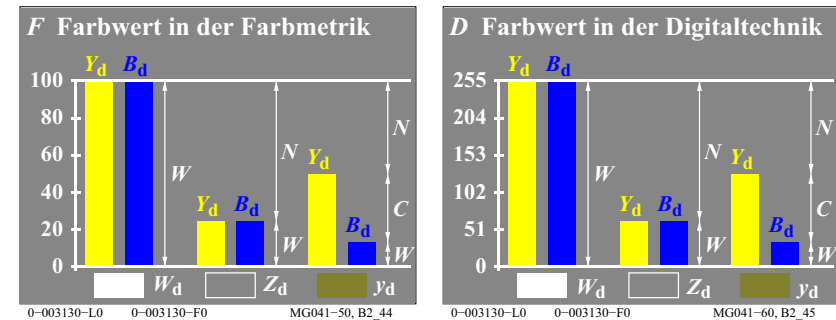 F Farbwert in der Farbmetrik
100
80
60
40
20
0
Yd Bd
W
Yd Bd
N
W
Yd
Bd
N
C
W
Wd Zd yd
0−003130−L0 0−003130−F0 MG041−50, B2_44
D Farbwert in der Digitaltechnik
255
204
153
102
51
0
Yd Bd
W
Yd Bd
N
W
Yd
Bd
N
C
W
Wd Zd yd
0−003130−L0 0−003130−F0 MG041−60, B2_45